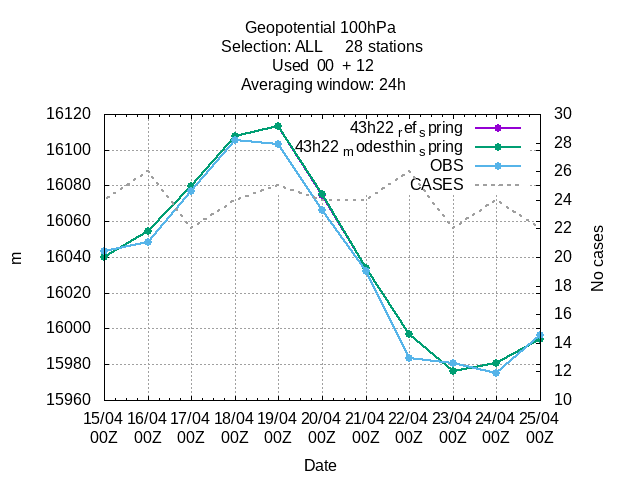 Geopotential 100hPa
Selection: ALL 28 stations
Used 00 + 12
Averaging window: 24h
43h22 ref spring
43h22 modesthin spring
OBS
CASES
16120
16100
16080
16060
16040
16020
16000
15980
15960
m
30
28
26
24
22
20
18
16
14
12
10
No cases
15/04 16/04 17/04 18/04 19/04 20/04 21/04 22/04 23/04 24/04 25/04
00Z 00Z 00Z 00Z 00Z 00Z 00Z 00Z 00Z 00Z 00Z
Date